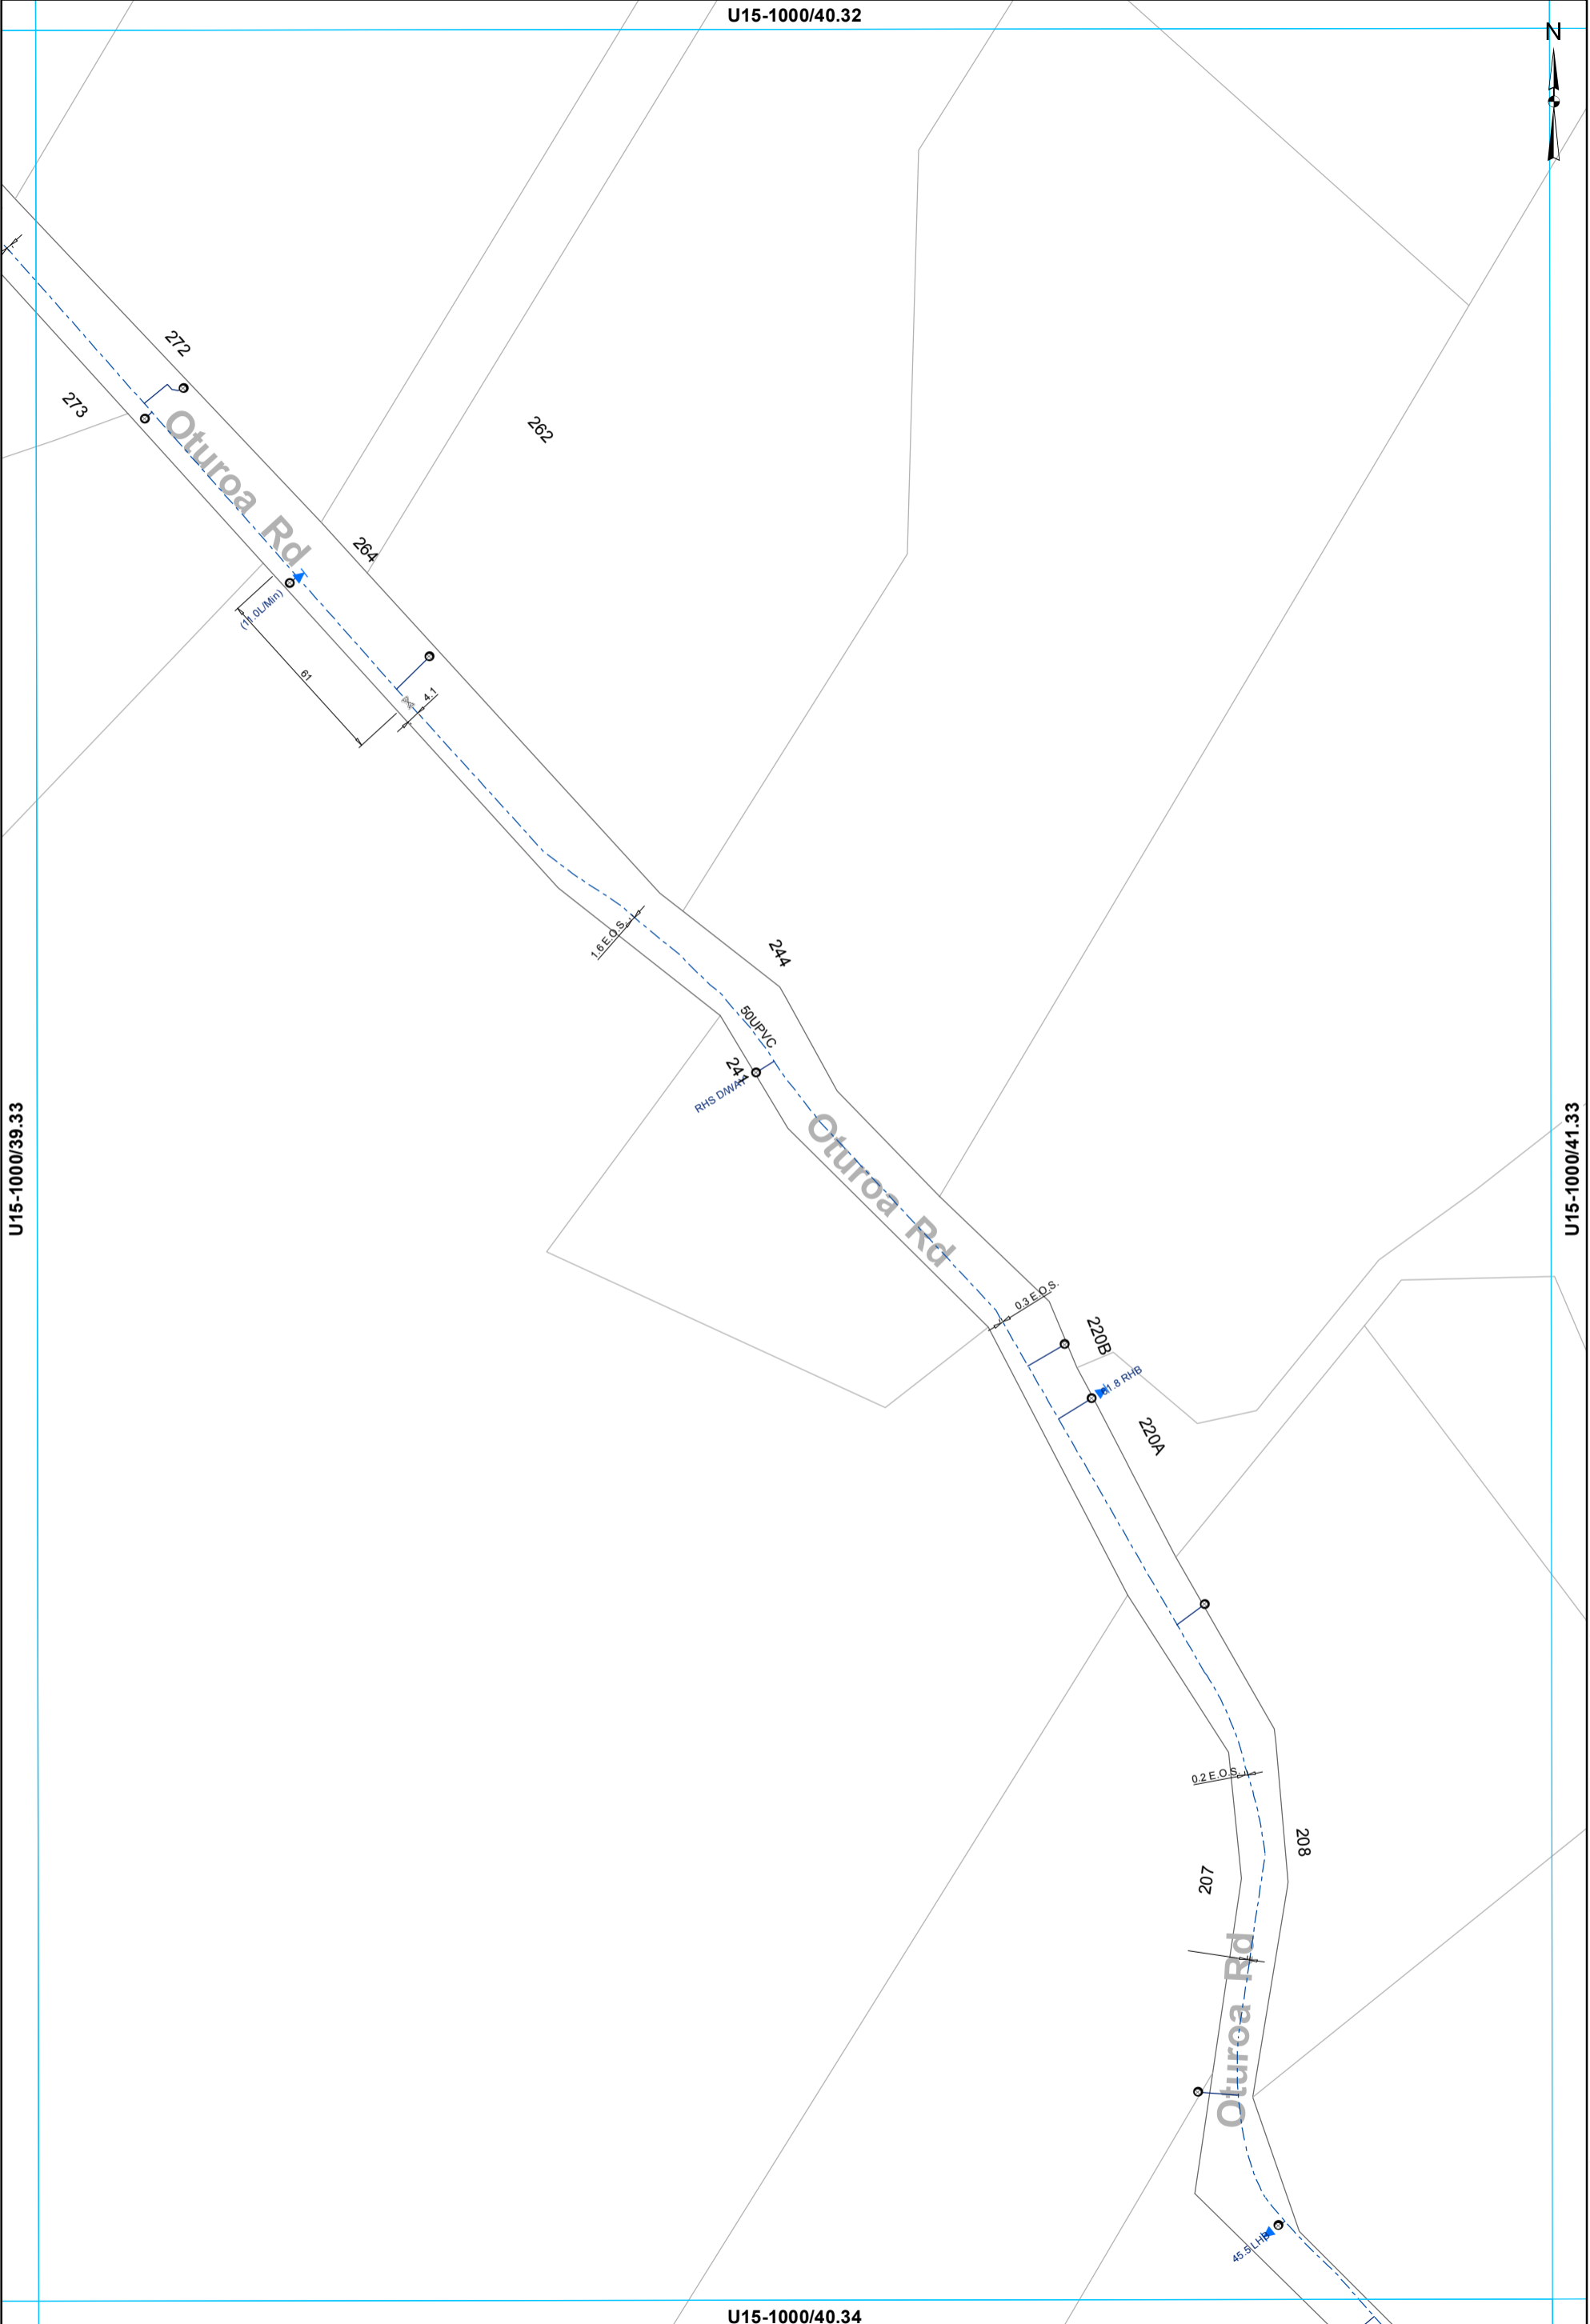 U15-1000/40.32
N
272
273
Oturoa Rd
262
264
(11.0L/Min)
61
4.1
1.6 E.O.S.
244
50UPVC
241
RHS D/WAY
U15-1000/39.33
U15-1000/41.33
Oturoa Rd
0.3 E.O.S.
220B
220A
0.2 E.O.S.
208
207
Oturoa Rd
45.5 LHB
U15-1000/40.34